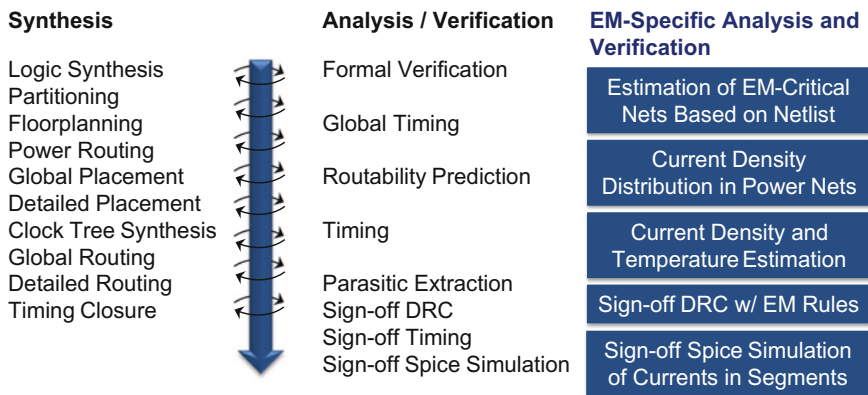 Synthesis
Logic Synthesis
Partitioning
Floorplanning
Power Routing
Global Placement
Detailed Placement
Clock Tree Synthesis
Global Routing
Detailed Routing
Timing Closure
Analysis / Verification
Formal Verification
Global Timing
Routability Prediction
Timing
Parasitic Extraction
Sign-off DRC
Sign-off Timing
Sign-off Spice Simulation
EM-Specific Analysis and
Verification
Estimation of EM-Critical
Nets Based on Netlist
Current Density
Distribution in Power Nets
Current Density and
Temperature Estimation
Sign-off DRC w/ EM Rules
Sign-off Spice Simulation
of Currents in Segments